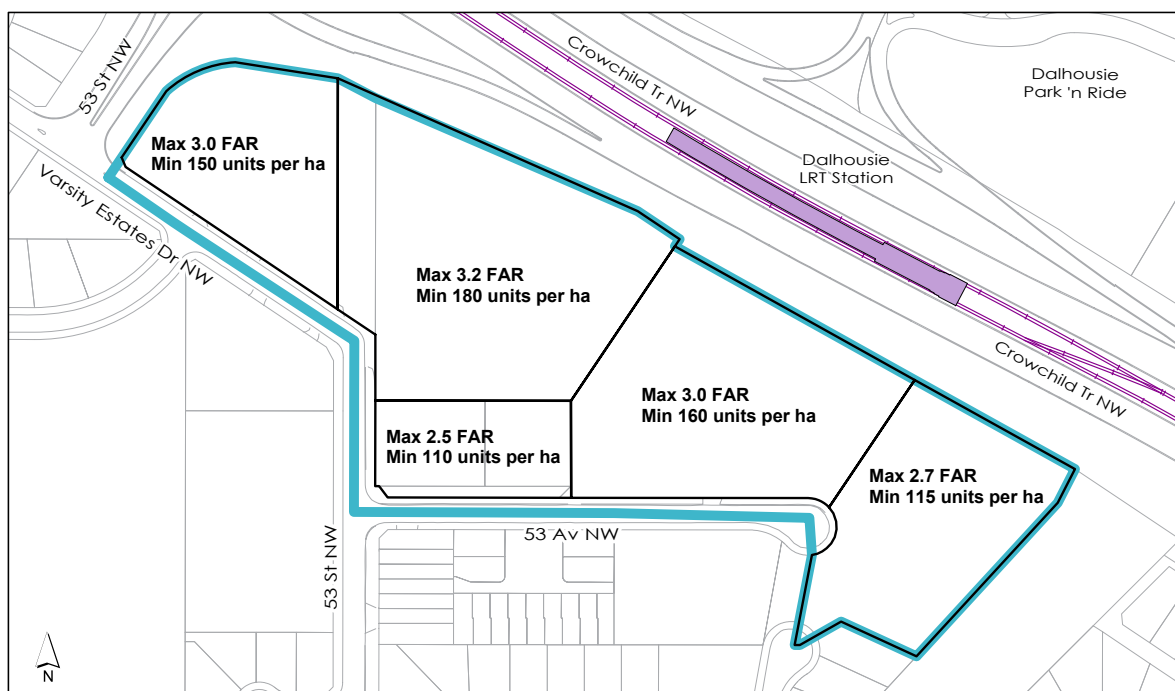 53 St NW
Crowchild Tr NW
Dalhousie
Park 'n Ride
Max 3.0 FAR
Min 150 units per ha
Dalhousie
LRT Station
Varsity Estates Dr NW
Max 3.2 FAR
Min 180 units per ha
Crowchild Tr NW
Max 3.0 FAR
Min 160 units per ha
Max 2.5 FAR
Min 110 units per ha
Max 2.7 FAR
Min 115 units per ha
53 Av NW
53 St NW
N